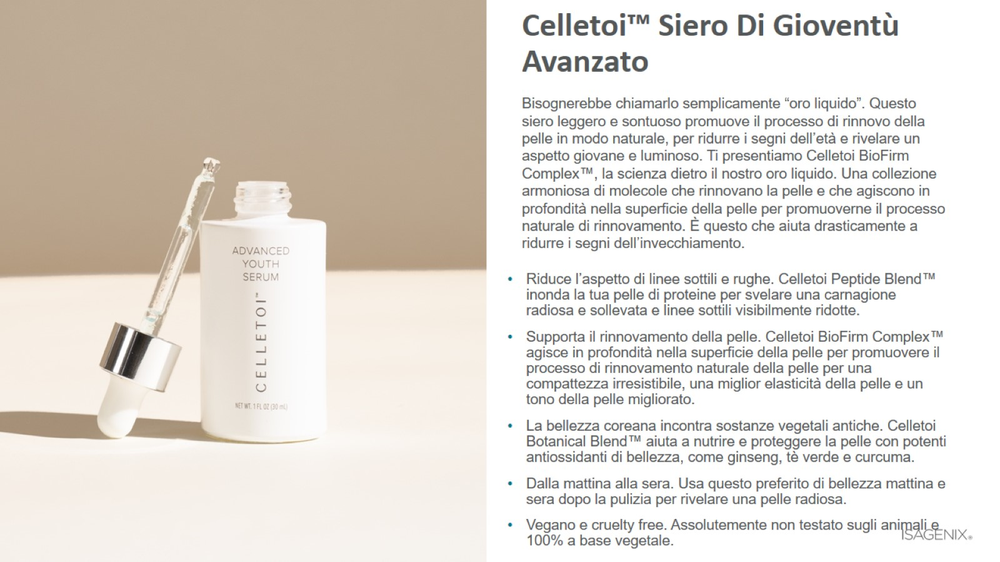 Celletoi™ Siero Di Gioventù
Avanzato
Bisognerebbe chiamarlo semplicemente “oro liquido”. Questo
siero leggero e sontuoso promuove il processo di rinnovo della
pelle in modo naturale, per ridurre i segni dell’età e rivelare un
aspetto giovane e luminoso. Ti presentiamo Celletoi BioFirm
Complex™, la scienza dietro il nostro oro liquido. Una collezione
armoniosa di molecole che rinnovano la pelle e che agiscono in
profondità nella superficie della pelle per promuoverne il processo
naturale di rinnovamento. È questo che aiuta drasticamente a
ridurre i segni dell’invecchiamento.
• Riduce l’aspetto di linee sottili e rughe. Celletoi Peptide Blend™
inonda la tua pelle di proteine per svelare una carnagione
radiosa e sollevata e linee sottili visibilmente ridotte.
• Supporta il rinnovamento della pelle. Celletoi BioFirm Complex™
agisce in profondità nella superficie della pelle per promuovere il
processo di rinnovamento naturale della pelle per una
compattezza irresistibile, una miglior elasticità della pelle e un
tono della pelle migliorato.
• La bellezza coreana incontra sostanze vegetali antiche. Celletoi
Botanical Blend™ aiuta a nutrire e proteggere la pelle con potenti
antiossidanti di bellezza, come ginseng, tè verde e curcuma.
• Dalla mattina alla sera. Usa questo preferito di bellezza mattina e
sera dopo la pulizia per rivelare una pelle radiosa.
• Vegano e cruelty free. Assolutamente non testato sugli animali e
100% a base vegetale.
ISAGENIX®
ADVANCED
YOUTH
SERUM
CELLETOI™
NET WT. 1 FL OZ (30 mL)